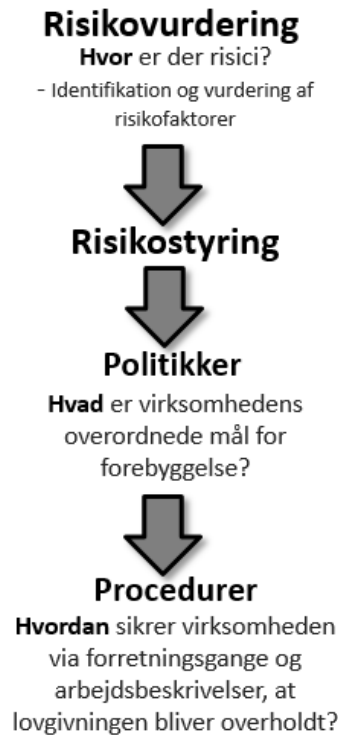 Risikovurdering
Hvor er der risici?
- Identifikation og vurdering af
risikofaktorer
Risikostyring
Politikker
Hvad er virksomhedens
overordnede mål for
forebyggelse?
Procedurer
Hvordan sikrer virksomheden
via forretningsgange og
arbejdsbeskrivelser, at
lovgivningen bliver overholdt?